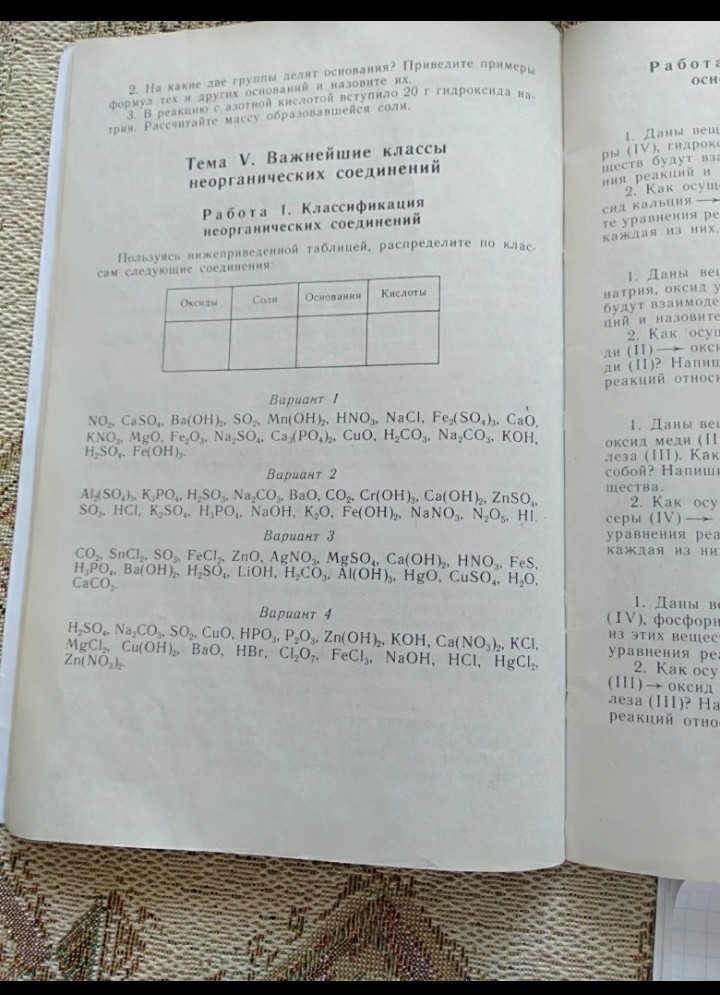 2. На какие две группы делят основания? Приведите примеры
формул тех и других оснований и назовите их.
3. В реакцию с азотной кислотой вступило 20 г гидроксида на-
трия. Рассчитайте массу образовавшейся соли.
Тема V. Важнейшие классы
неорганических соединений
Работа 1. Классификация
неорганических соединений
Пользуясь нижеприведенной таблицей, распределите по клас-
сам следующие соединения:
Оксиды Соли Основания Кислоты
Вариант 1
NO₂, CaSO₄, Ba(OH)₂, SO₂, Mn(OH)₂, HNO₃, NaCl, Fe₂(SO₄)₃, CaO,
KNO₃, MgO, Fe₂O₃, Na₂SO₄, Ca₃(PO₄)₂, CuO, H₂CO₃, Na₂CO₃, KOH,
H₂SO₄, Fe(OH)₃.
Вариант 2
Al₂(SO₄)₃, K₃PO₄, H₂SO₃, Na₂CO₃, BaO, CO₂, Cr(OH)₃, Ca(OH)₂, ZnSO₄,
SO₃, HCl, K₂SO₄, H₃PO₄, NaOH, K₂O, Fe(OH)₂, NaNO₃, N₂O₅, HI.
Вариант 3
CO₂, SnCl₂, SO₃, FeCl₂, ZnO, AgNO₃, MgSO₄, Ca(OH)₂, HNO₃, FeS,
H₃PO₄, Ba(OH)₂, H₂SO₄, LiOH, H₂CO₃, Al(OH)₃, HgO, CuSO₄, H₂O,
CaCO₃.
Вариант 4
H₂SO₄, Na₂CO₃, SO₂, CuO, HPO₃, P₂O₃, Zn(OH)₂, KOH, Ca(NO₃)₂, KCl,
MgCl₂, Cu(OH)₂, BaO, HBr, Cl₂O₇, FeCl₃, NaOH, HCl, HgCl₂,
Zn(NO₃)₂.
Работа
осн
1. Даны вещ
ры (IV), гидрокс
ществ будут вза
ния реакций и
2. Как осущ
сид кальция →
те уравнения ре
каждая из них.
1. Даны ве
натрия, оксид у
будут взаимоде
ций и назовите
2. Как осущ
ди (II) → окси
ди (II)? Напиш
реакций относ
1. Даны ве
оксид меди (II
леза (III). Как
собой? Напиши
щества.
2. Как осу
серы (IV) →
уравнения реа
каждая из ни
1. Даны ве
(IV), фосфорн
из этих вещест
уравнения реа
2. Как осу
(III) → оксид
леза (III)? На
реакций отно